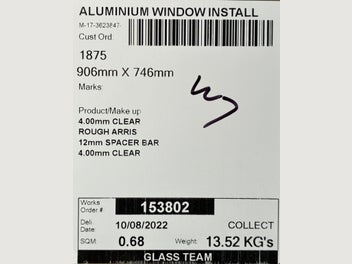 ALUMINIUM WINDOW INSTALL
M-17-3623847-
Cust Ord:
1875
906mm X 746mm
Marks:
Product/Make up
4.00mm CLEAR
ROUGH ARRIS
12mm SPACER BAR
4.00mm CLEAR
Works Order #: 153802
Deli. Date: 10/08/2022 COLLECT
SQM: 0.68 Weight: 13.52 KG's
GLASS TEAM